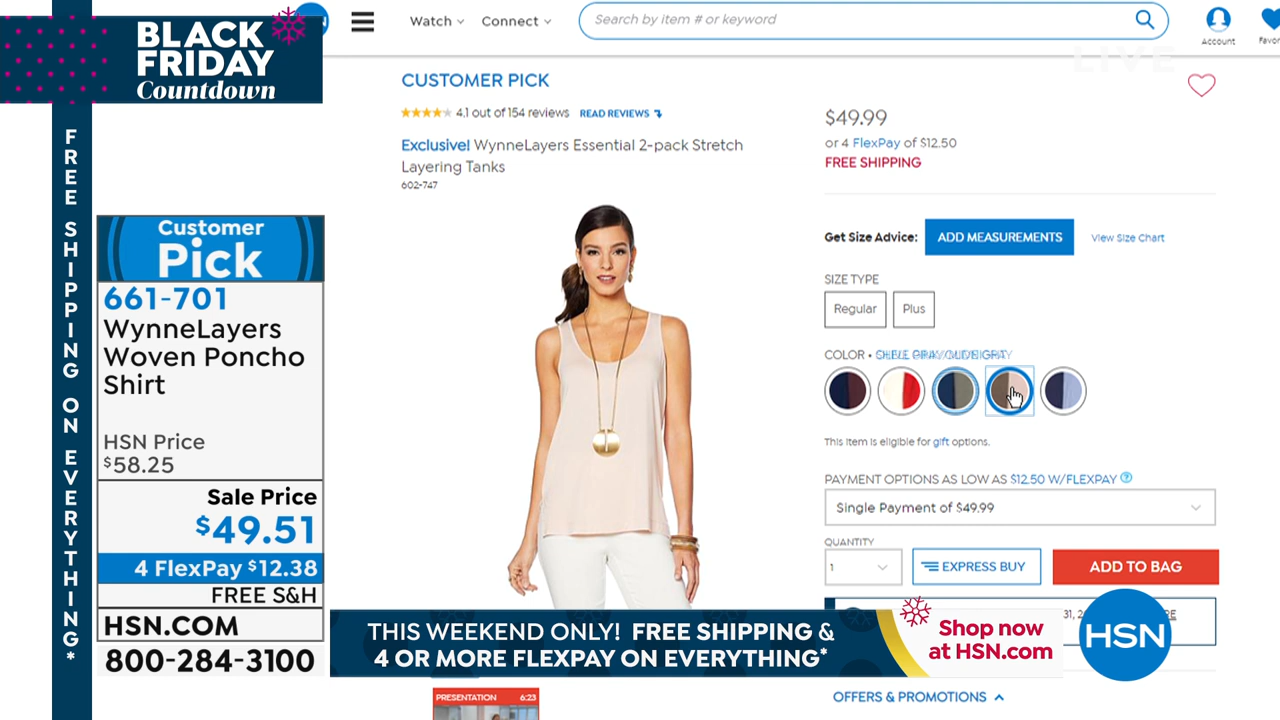 BLACK
FRIDAY
Countdown
FREE SHIPPING ON EVERYTHING*
Customer
Pick
661-701
WynneLayers
Woven Poncho
Shirt
HSN Price
$58.25
Sale Price
$49.51
4 FlexPay $12.38
FREE S&H
HSN.COM
800-284-3100
Watch
Connect
Search by item # or keyword
Account
LIVE
CUSTOMER PICK
4.1 out of 154 reviews READ REVIEWS
Exclusive! WynneLayers Essential 2-pack Stretch
Layering Tanks
602-747
$49.99
or 4 FlexPay of $12.50
FREE SHIPPING
Get Size Advice: ADD MEASUREMENTS View Size Chart
SIZE TYPE
Regular Plus
COLOR •
This item is eligible for gift options.
PAYMENT OPTIONS AS LOW AS $12.50 W/FLEXPAY ?
Single Payment of $49.99
QUANTITY
1 EXPRESS BUY ADD TO BAG
THIS WEEKEND ONLY! FREE SHIPPING &
4 OR MORE FLEXPAY ON EVERYTHING*
Shop now
at HSN.com
HSN
PRESENTATION 6:23
OFFERS & PROMOTIONS